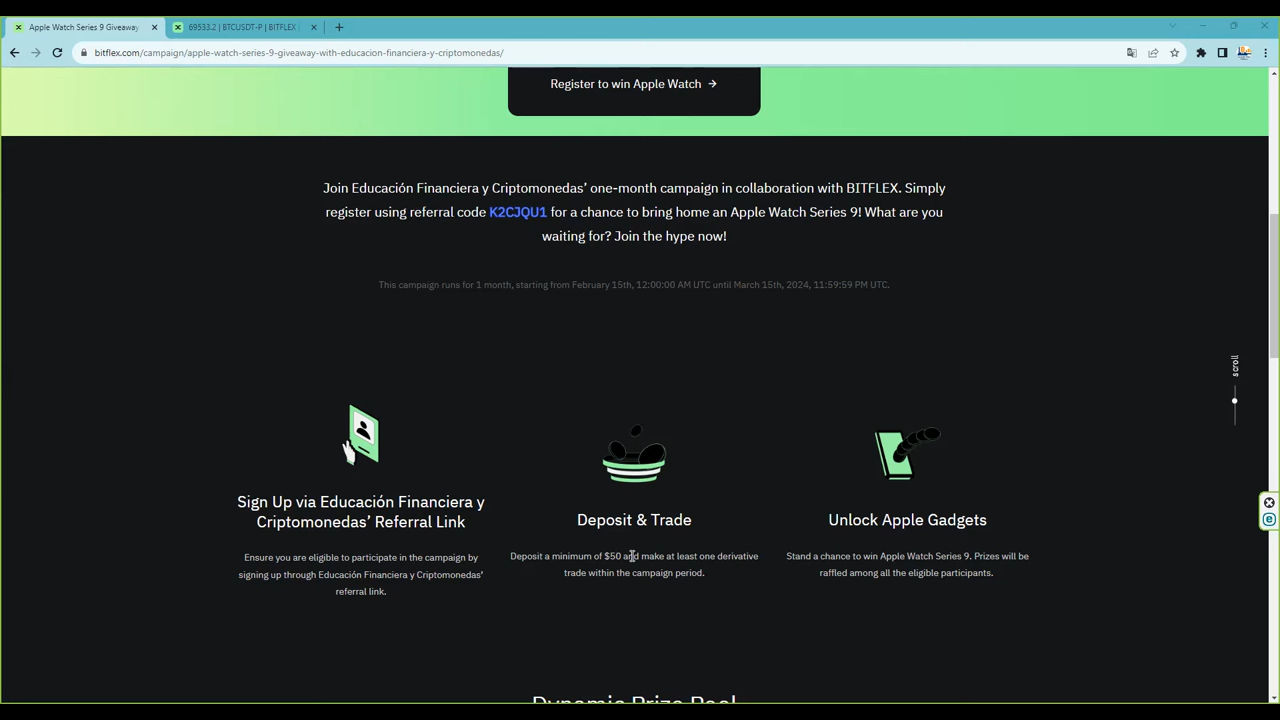 Apple Watch Series 9 Giveaway
69533.2 | BTCUSDT-P | BITFLEX
bitflex.com/campaign/apple-watch-series-9-giveaway-with-educacion-financiera-y-criptomonedas/
Register to win Apple Watch →
Join Educación Financiera y Criptomonedas’ one-month campaign in collaboration with BITFLEX. Simply
register using referral code K2CJQU1 for a chance to bring home an Apple Watch Series 9! What are you
waiting for? Join the hype now!
This campaign runs for 1 month, starting from February 15th, 12:00:00 AM UTC until March 15th, 2024, 11:59:59 PM UTC.
scroll
Sign Up via Educación Financiera y
Criptomonedas’ Referral Link
Ensure you are eligible to participate in the campaign by
signing up through Educación Financiera y Criptomonedas’
referral link.
Deposit & Trade
Deposit a minimum of $50 and make at least one derivative
trade within the campaign period.
Unlock Apple Gadgets
Stand a chance to win Apple Watch Series 9. Prizes will be
raffled among all the eligible participants.
Dynamic Prize Pool